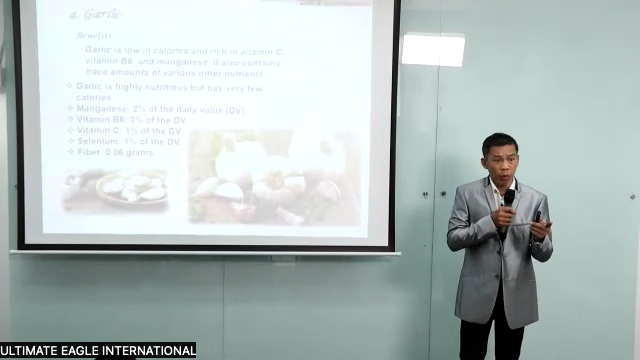 a. Garlic
Benefits
Garlic is low in calories and rich in vitamin C,
vitamin B6 and manganese. It also contains
trace amounts of various other nutrients
❖ Garlic is highly nutritious but has very few
calories
❖ Manganese: 2% of the daily value (DV)
❖ Vitamin B6: 2% of the DV.
❖ Vitamin C: 1% of the DV.
❖ Selenium: 1% of the DV
❖ Fiber: 0.06 grams.
ULTIMATE EAGLE INTERNATIONAL